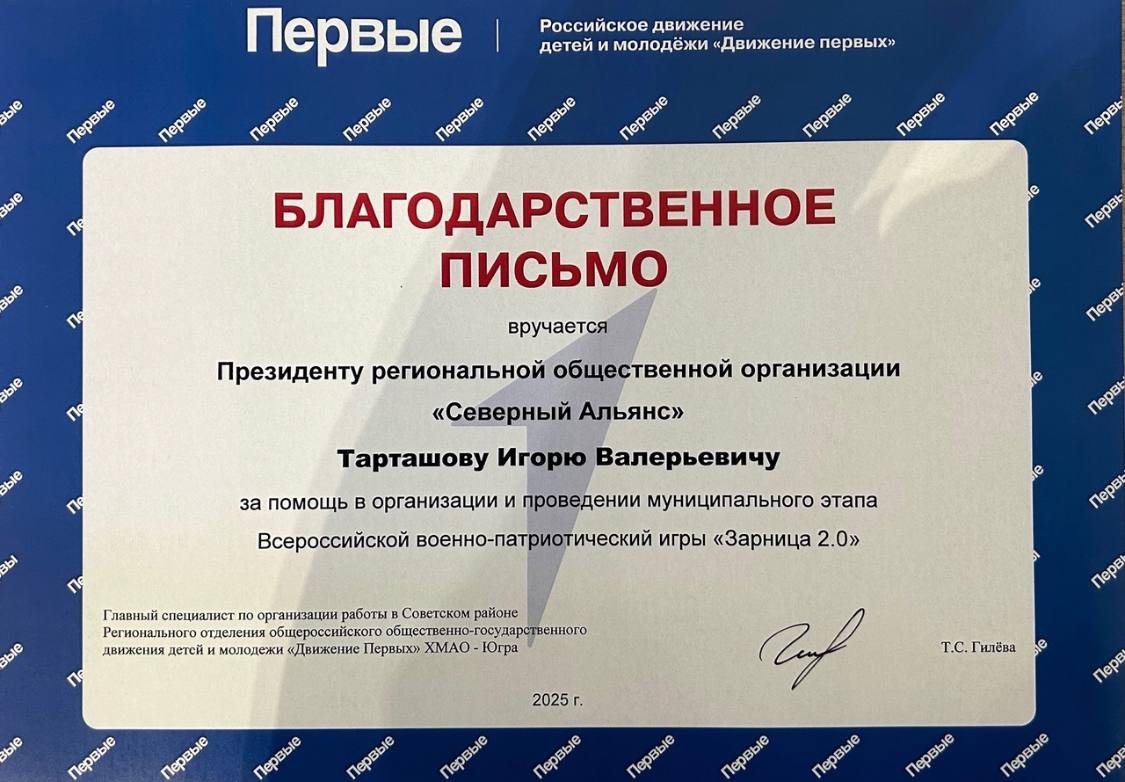 Первые
Российское движение
детей и молодёжи «Движение первых»
БЛАГОДАРСТВЕННОЕ
ПИСЬМО
вручается
Президенту региональной общественной организации
«Северный Альянс»
Тарташову Игорю Валерьевичу
за помощь в организации и проведении муниципального этапа
Всероссийской военно-патриотический игры «Зарница 2.0»
Главный специалист по организации работы в Советском районе
Регионального отделения общероссийского общественно-государственного
движения детей и молодежи «Движение Первых» ХМАО - Югра
Т.С. Гилёва
2025 г.